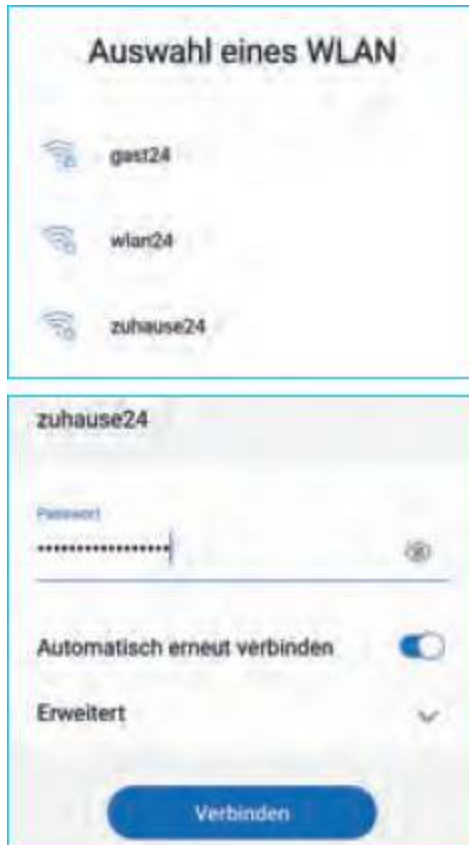 Auswahl eines WLAN
gast24
wlan24
zuhause24
zuhause24
Passwort
•••••••••••••••••
Automatisch erneut verbinden
Erweitert
Verbinden